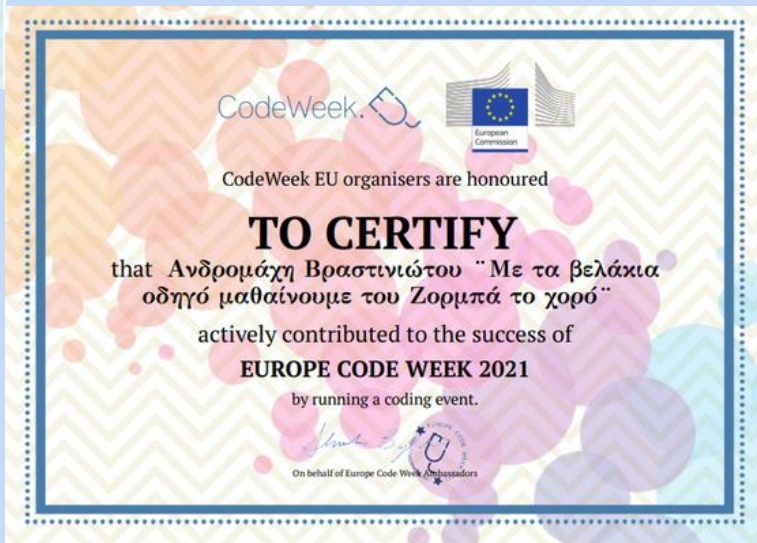 CodeWeek.EU
European
Commission
CodeWeek EU organisers are honoured
TO CERTIFY
that Ανδρομάχη Βραστινιώτου ¨Με τα βελάκια
οδηγό μαθαίνουμε του Ζορμπά το χορό¨
actively contributed to the success of
EUROPE CODE WEEK 2021
by running a coding event.
On behalf of Europe Code Week Ambassadors